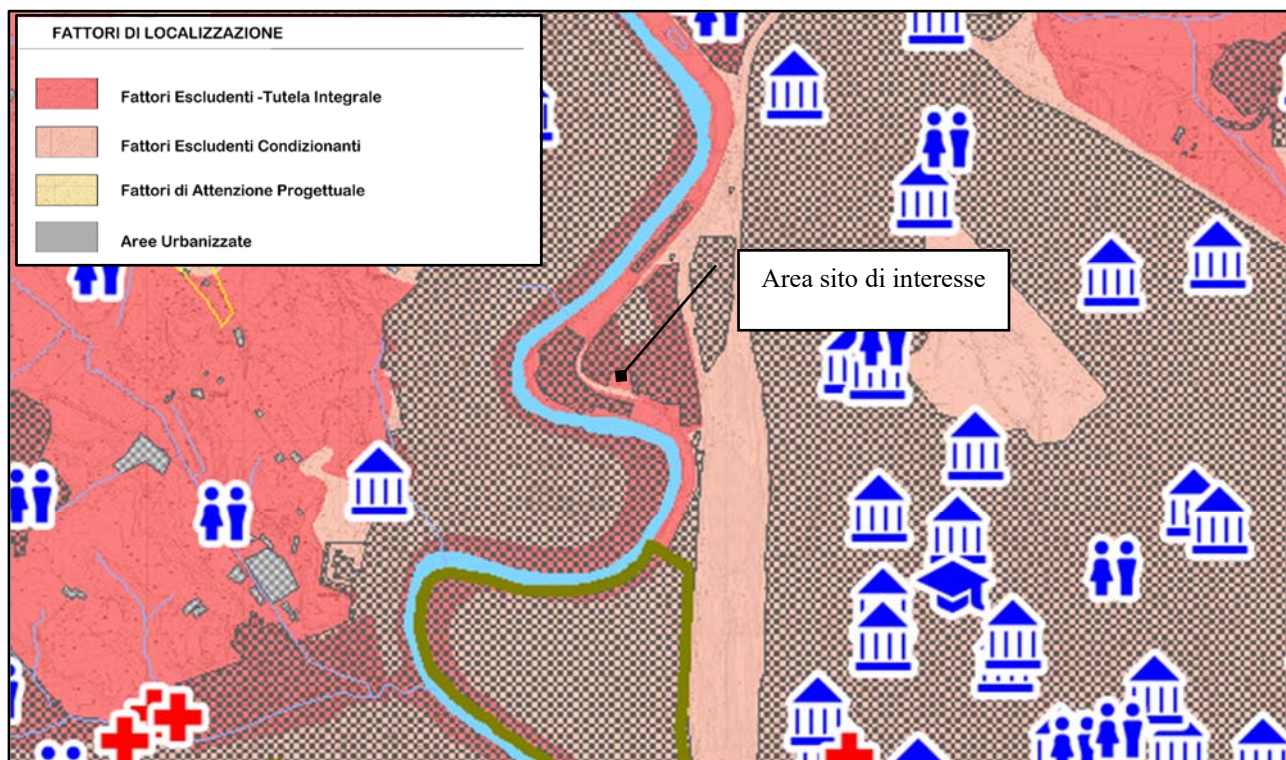 FATTORI DI LOCALIZZAZIONE
Fattori Escludenti -Tutela Integrale
Fattori Escludenti Condizionanti
Fattori di Attenzione Progettuale
Aree Urbanizzate
Area sito di interesse